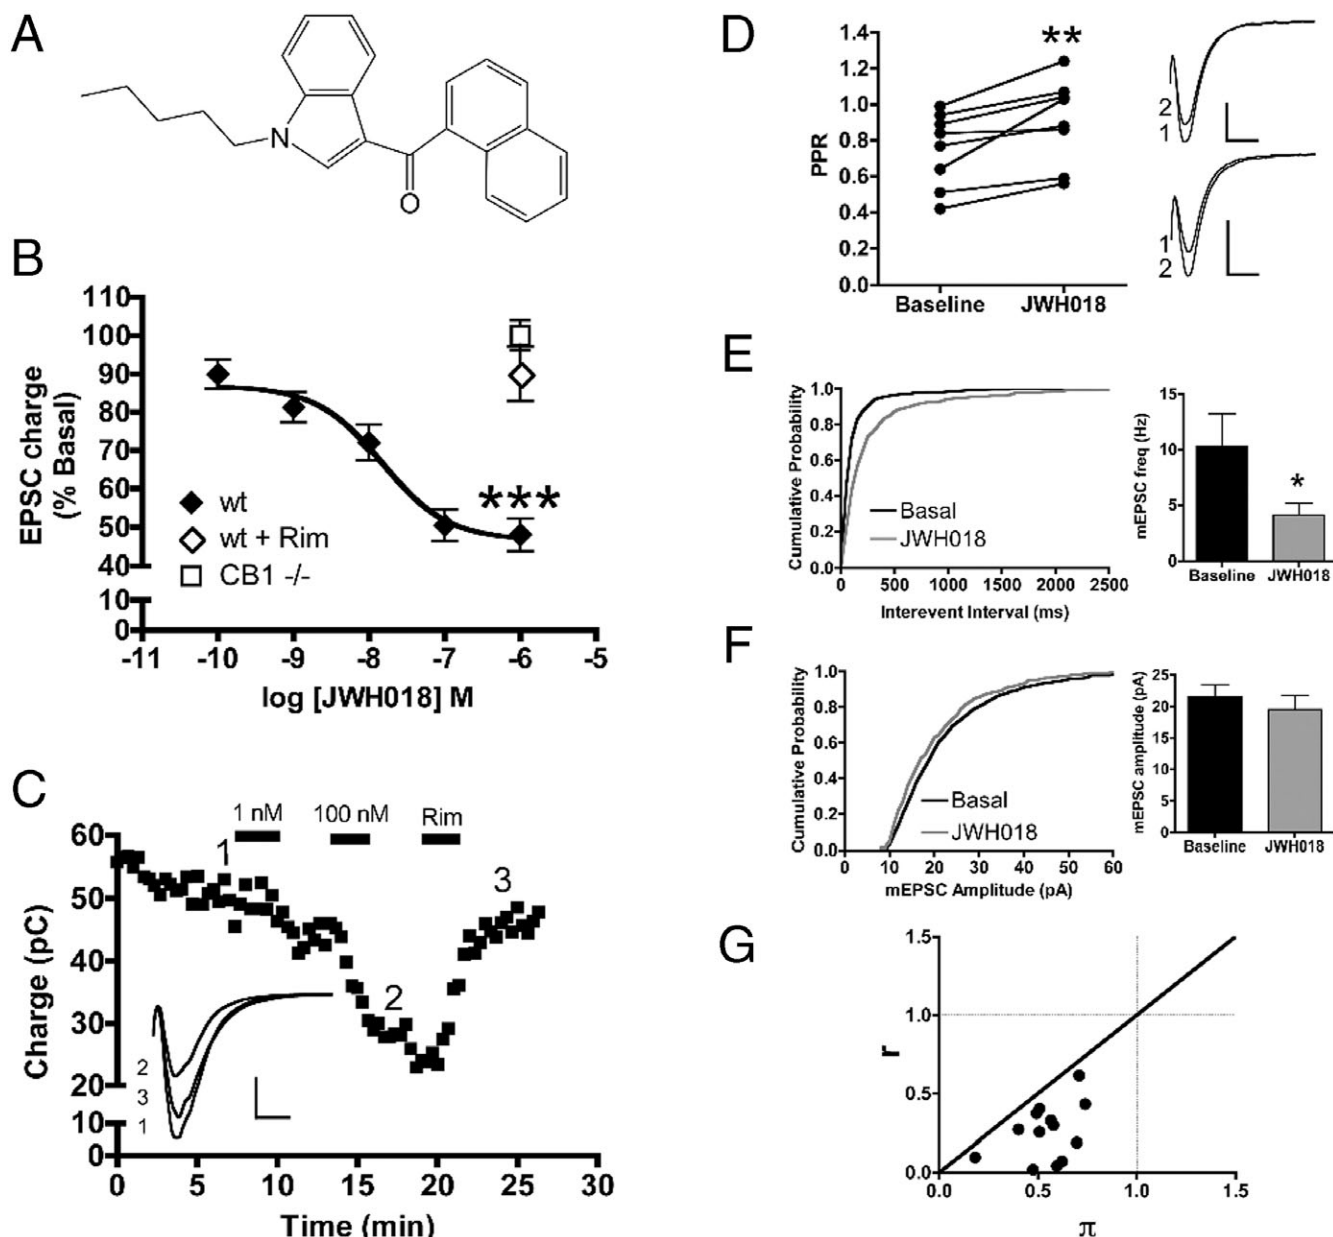 A
N
O
B
110
100
90
80
70
60
50
40
10
0
EPSC charge
(% Basal)
***
wt
wt + Rim
CB1 -/-
-11 -10 -9 -8 -7 -6 -5
log [JWH018] M
C
1 nM 100 nM Rim
60
50
40
30
20
10
0
Charge (pC)
1
2
3
2
3
1
0 5 10 15 20 25 30
Time (min)
D
1.4
1.2
1.0
0.8
0.6
0.4
0.2
0.0
PPR
**
Baseline JWH018
2
1
1
2
E
1.0
0.8
0.6
0.4
0.2
0.0
Cumulative Probability
Basal
JWH018
0 500 1000 1500 2000 2500
Interevent Interval (ms)
15
10
5
0
mEPSC freq (Hz)
*
Baseline JWH018
F
1.0
0.8
0.6
0.4
0.2
0.0
Cumulative Probability
Basal
JWH018
0 10 20 30 40 50 60
mEPSC Amplitude (pA)
25
20
15
10
5
0
mEPSC amplitude (pA)
Baseline JWH018
G
1.5
1.0
0.5
0.0
r
0.0 0.5 1.0 1.5
π